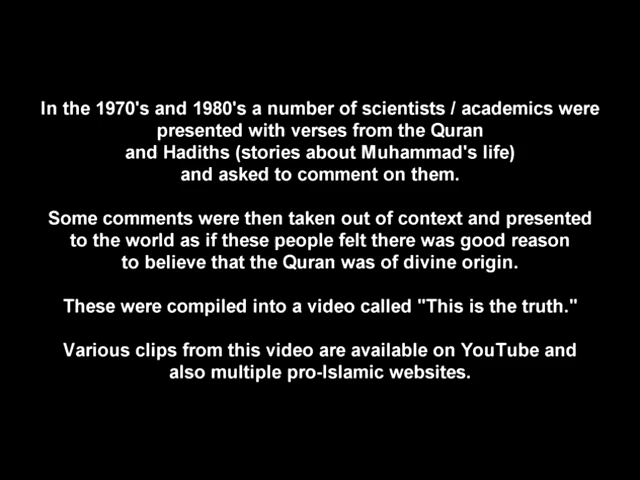 In the 1970's and 1980's a number of scientists / academics were
presented with verses from the Quran
and Hadiths (stories about Muhammad's life)
and asked to comment on them.
Some comments were then taken out of context and presented
to the world as if these people felt there was good reason
to believe that the Quran was of divine origin.
These were compiled into a video called "This is the truth."
Various clips from this video are available on YouTube and
also multiple pro-Islamic websites.